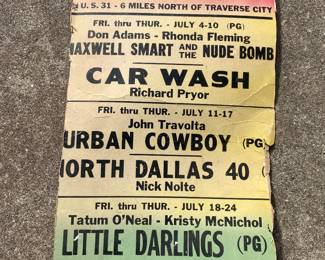 U.S. 31 - 6 MILES NORTH OF TRAVERSE CITY
FRI. thru THUR. - JULY 4-10 (PG)
Don Adams - Rhonda Fleming
MAXWELL SMART AND THE NUDE BOMB
CAR WASH
Richard Pryor
FRI. thru THUR. - JULY 11-17
John Travolta
URBAN COWBOY (PG)
NORTH DALLAS 40 (
Nick Nolte
FRI. thru THUR. - JULY 18-24
Tatum O'Neal - Kristy McNichol
LITTLE DARLINGS (PG)